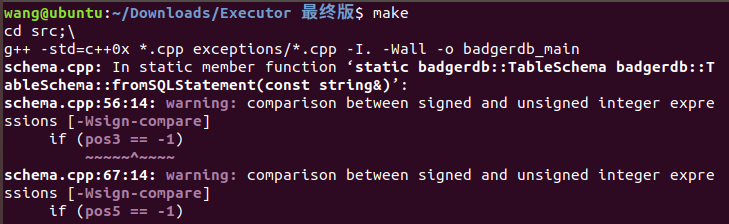 wang@ubuntu:~/Downloads/Executor 最终版$ make
cd src;\
g++ -std=c++0x *.cpp exceptions/*.cpp -I. -Wall -o badgerdb_main
schema.cpp: In static member function ‘static badgerdb::TableSchema badgerdb::T
ableSchema::fromSQLStatement(const string&)’:
schema.cpp:56:14: warning: comparison between signed and unsigned integer expre
ssions [-Wsign-compare]
if (pos3 == -1)
~~~~~^~~~~
schema.cpp:67:14: warning: comparison between signed and unsigned integer expre
ssions [-Wsign-compare]
if (pos5 == -1)